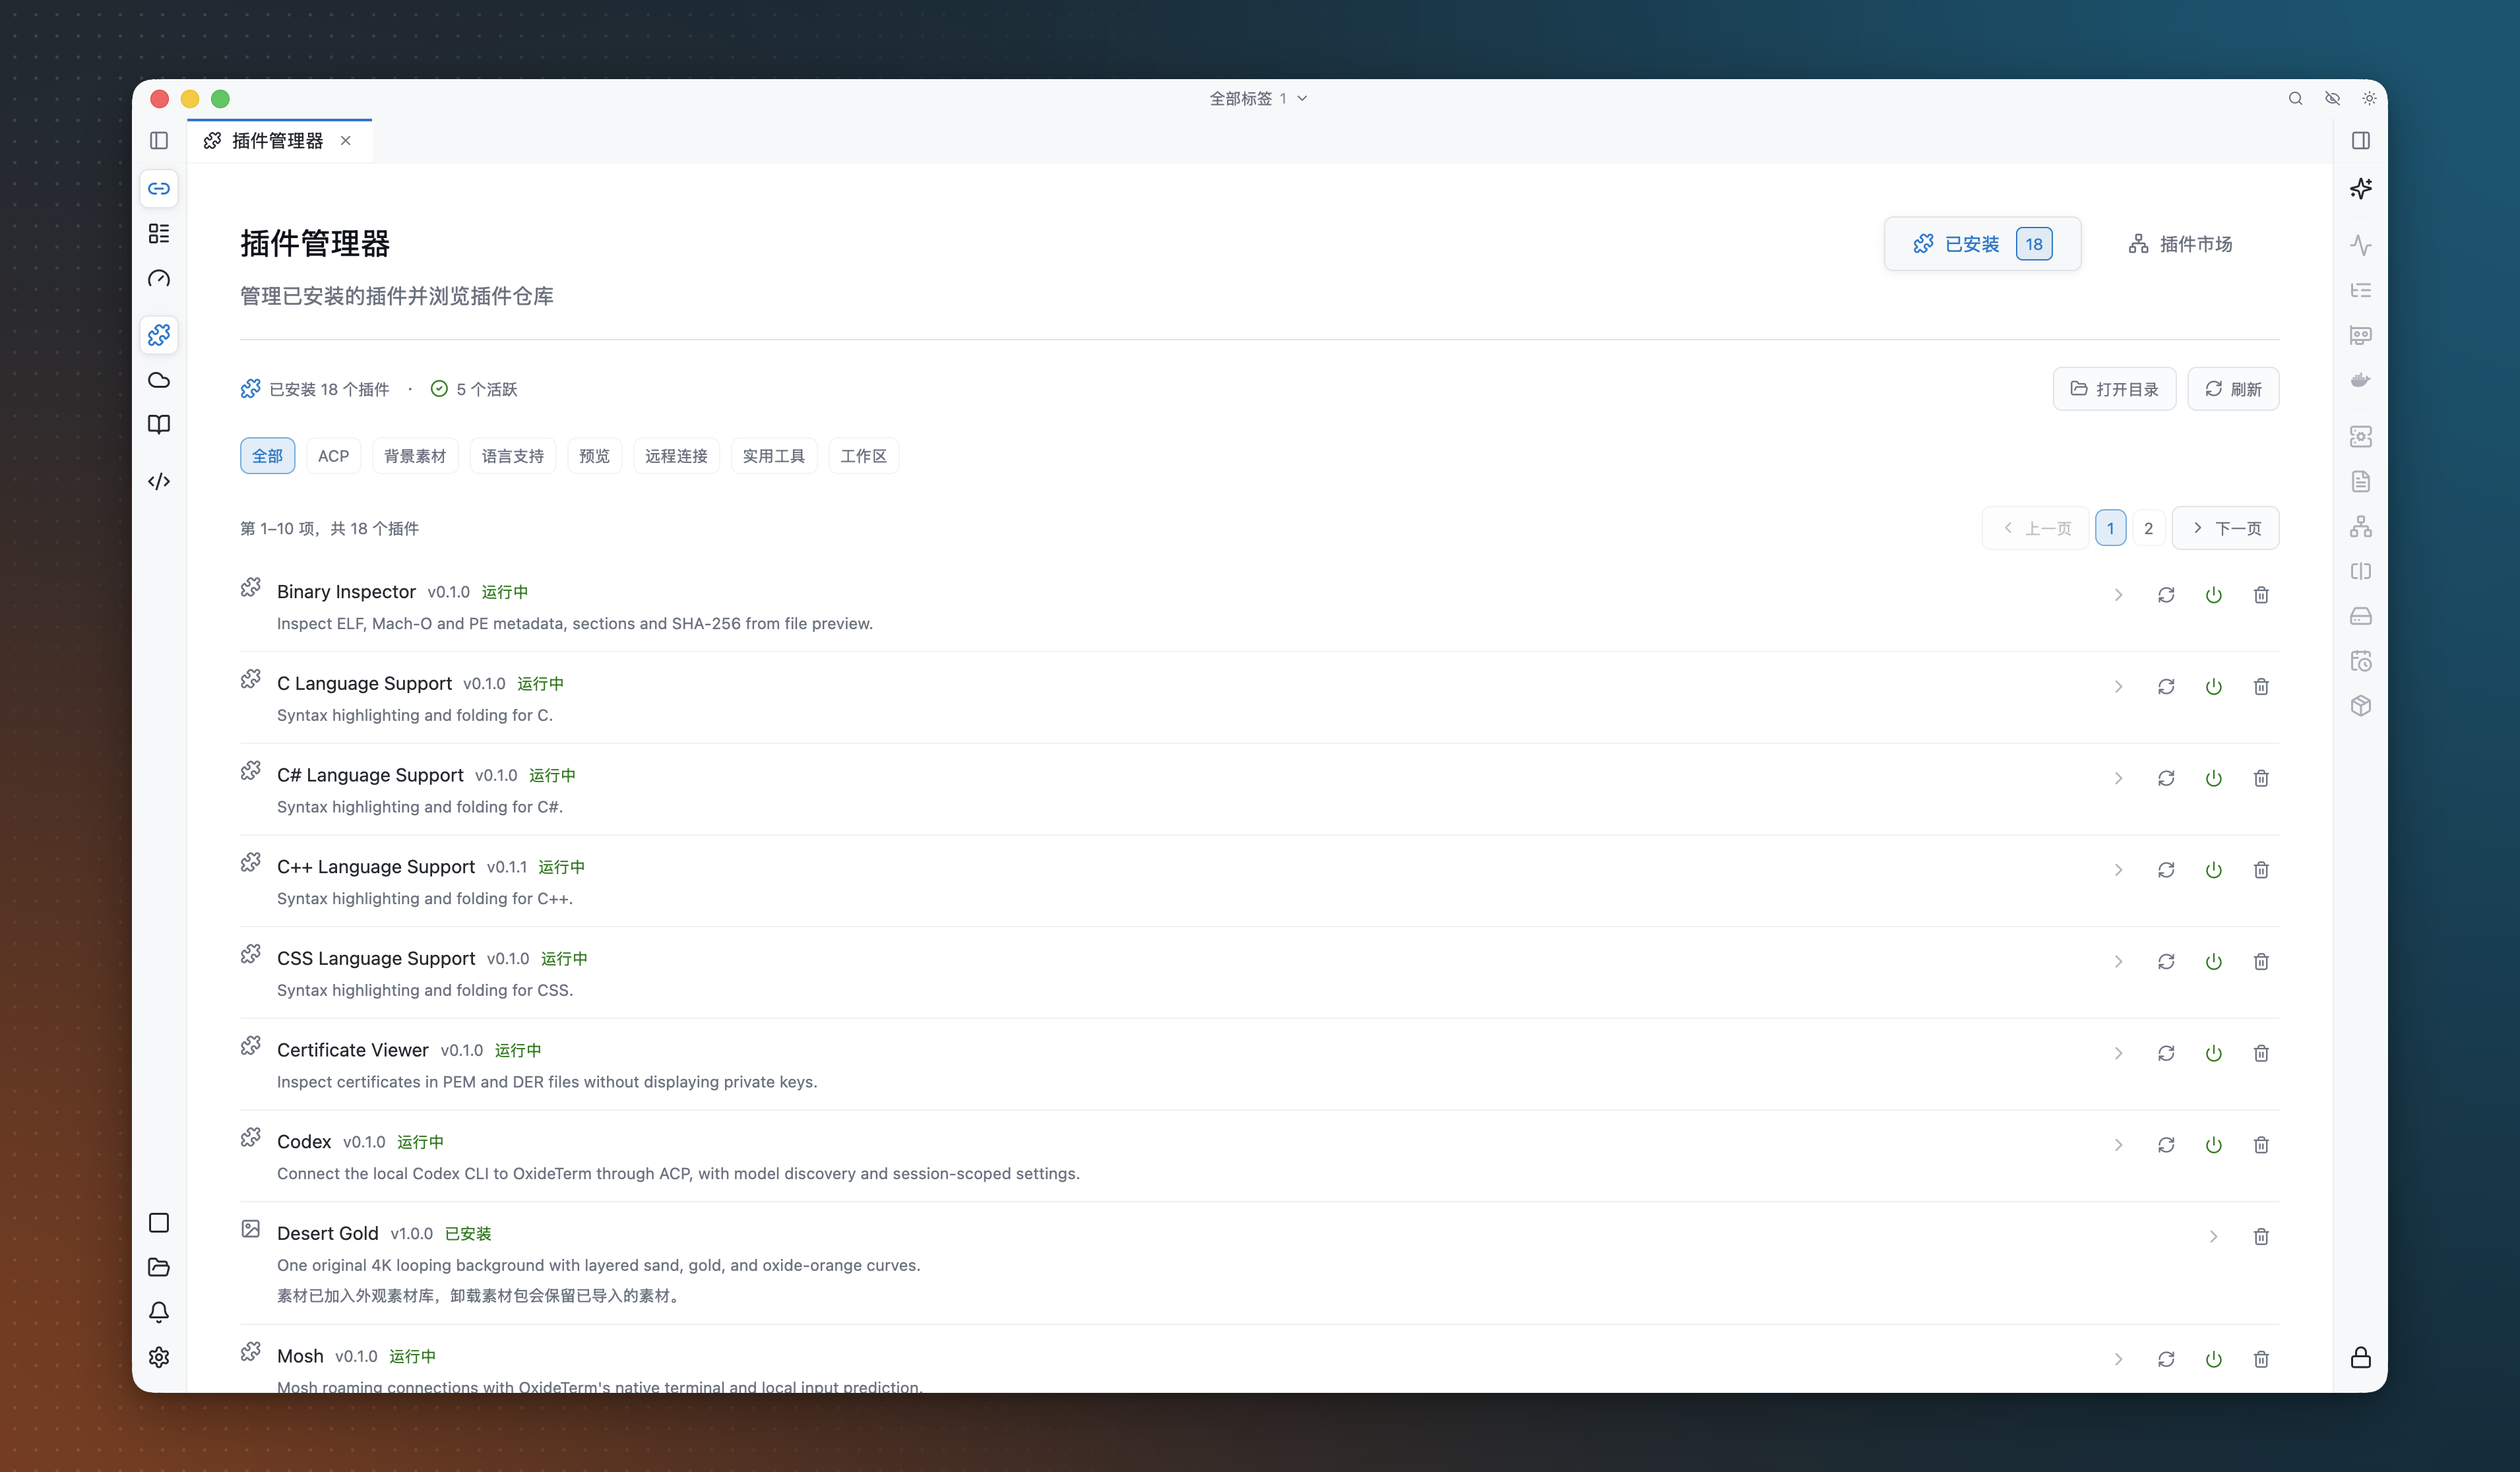 全部标签 1
插件管理器
插件管理器
已安装 18
插件市场
管理已安装的插件并浏览插件仓库
已安装 18 个插件 · 5 个活跃
打开目录
刷新
全部 ACP 背景素材 语言支持 预览 远程连接 实用工具 工作区
第 1–10 项，共 18 个插件
上一页 1 2 下一页
Binary Inspector v0.1.0 运行中
Inspect ELF, Mach-O and PE metadata, sections and SHA-256 from file preview.
C Language Support v0.1.0 运行中
Syntax highlighting and folding for C.
C# Language Support v0.1.0 运行中
Syntax highlighting and folding for C#.
C++ Language Support v0.1.1 运行中
Syntax highlighting and folding for C++.
CSS Language Support v0.1.0 运行中
Syntax highlighting and folding for CSS.
Certificate Viewer v0.1.0 运行中
Inspect certificates in PEM and DER files without displaying private keys.
Codex v0.1.0 运行中
Connect the local Codex CLI to OxideTerm through ACP, with model discovery and session-scoped settings.
Desert Gold v1.0.0 已安装
One original 4K looping background with layered sand, gold, and oxide-orange curves.
素材已加入外观素材库，卸载素材包会保留已导入的素材。
Mosh v0.1.0 运行中
Mosh roaming connections with OxideTerm's native terminal and local input prediction.